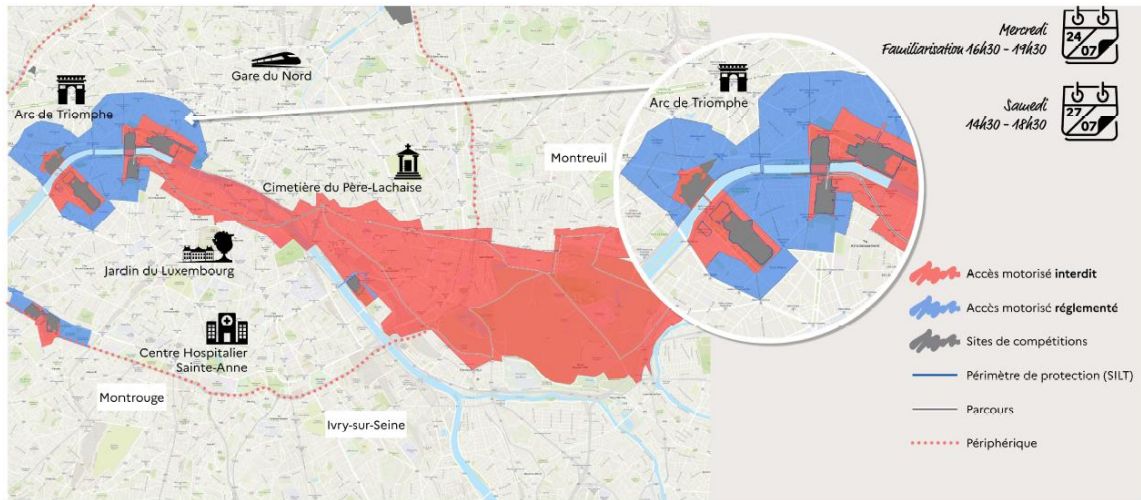 Mercredi
Familiarisation 16h30 - 19h30
24
07
Samedi
14h30 - 18h30
27
07
Gare du Nord
Arc de Triomphe
Arc de Triomphe
Montreuil
Cimetière du Père-Lachaise
Jardin du Luxembourg
Centre Hospitalier
Sainte-Anne
Montrouge
Ivry-sur-Seine
Accès motorisé interdit
Accès motorisé réglementé
Sites de compétitions
Périmètre de protection (SILT)
Parcours
Périphérique